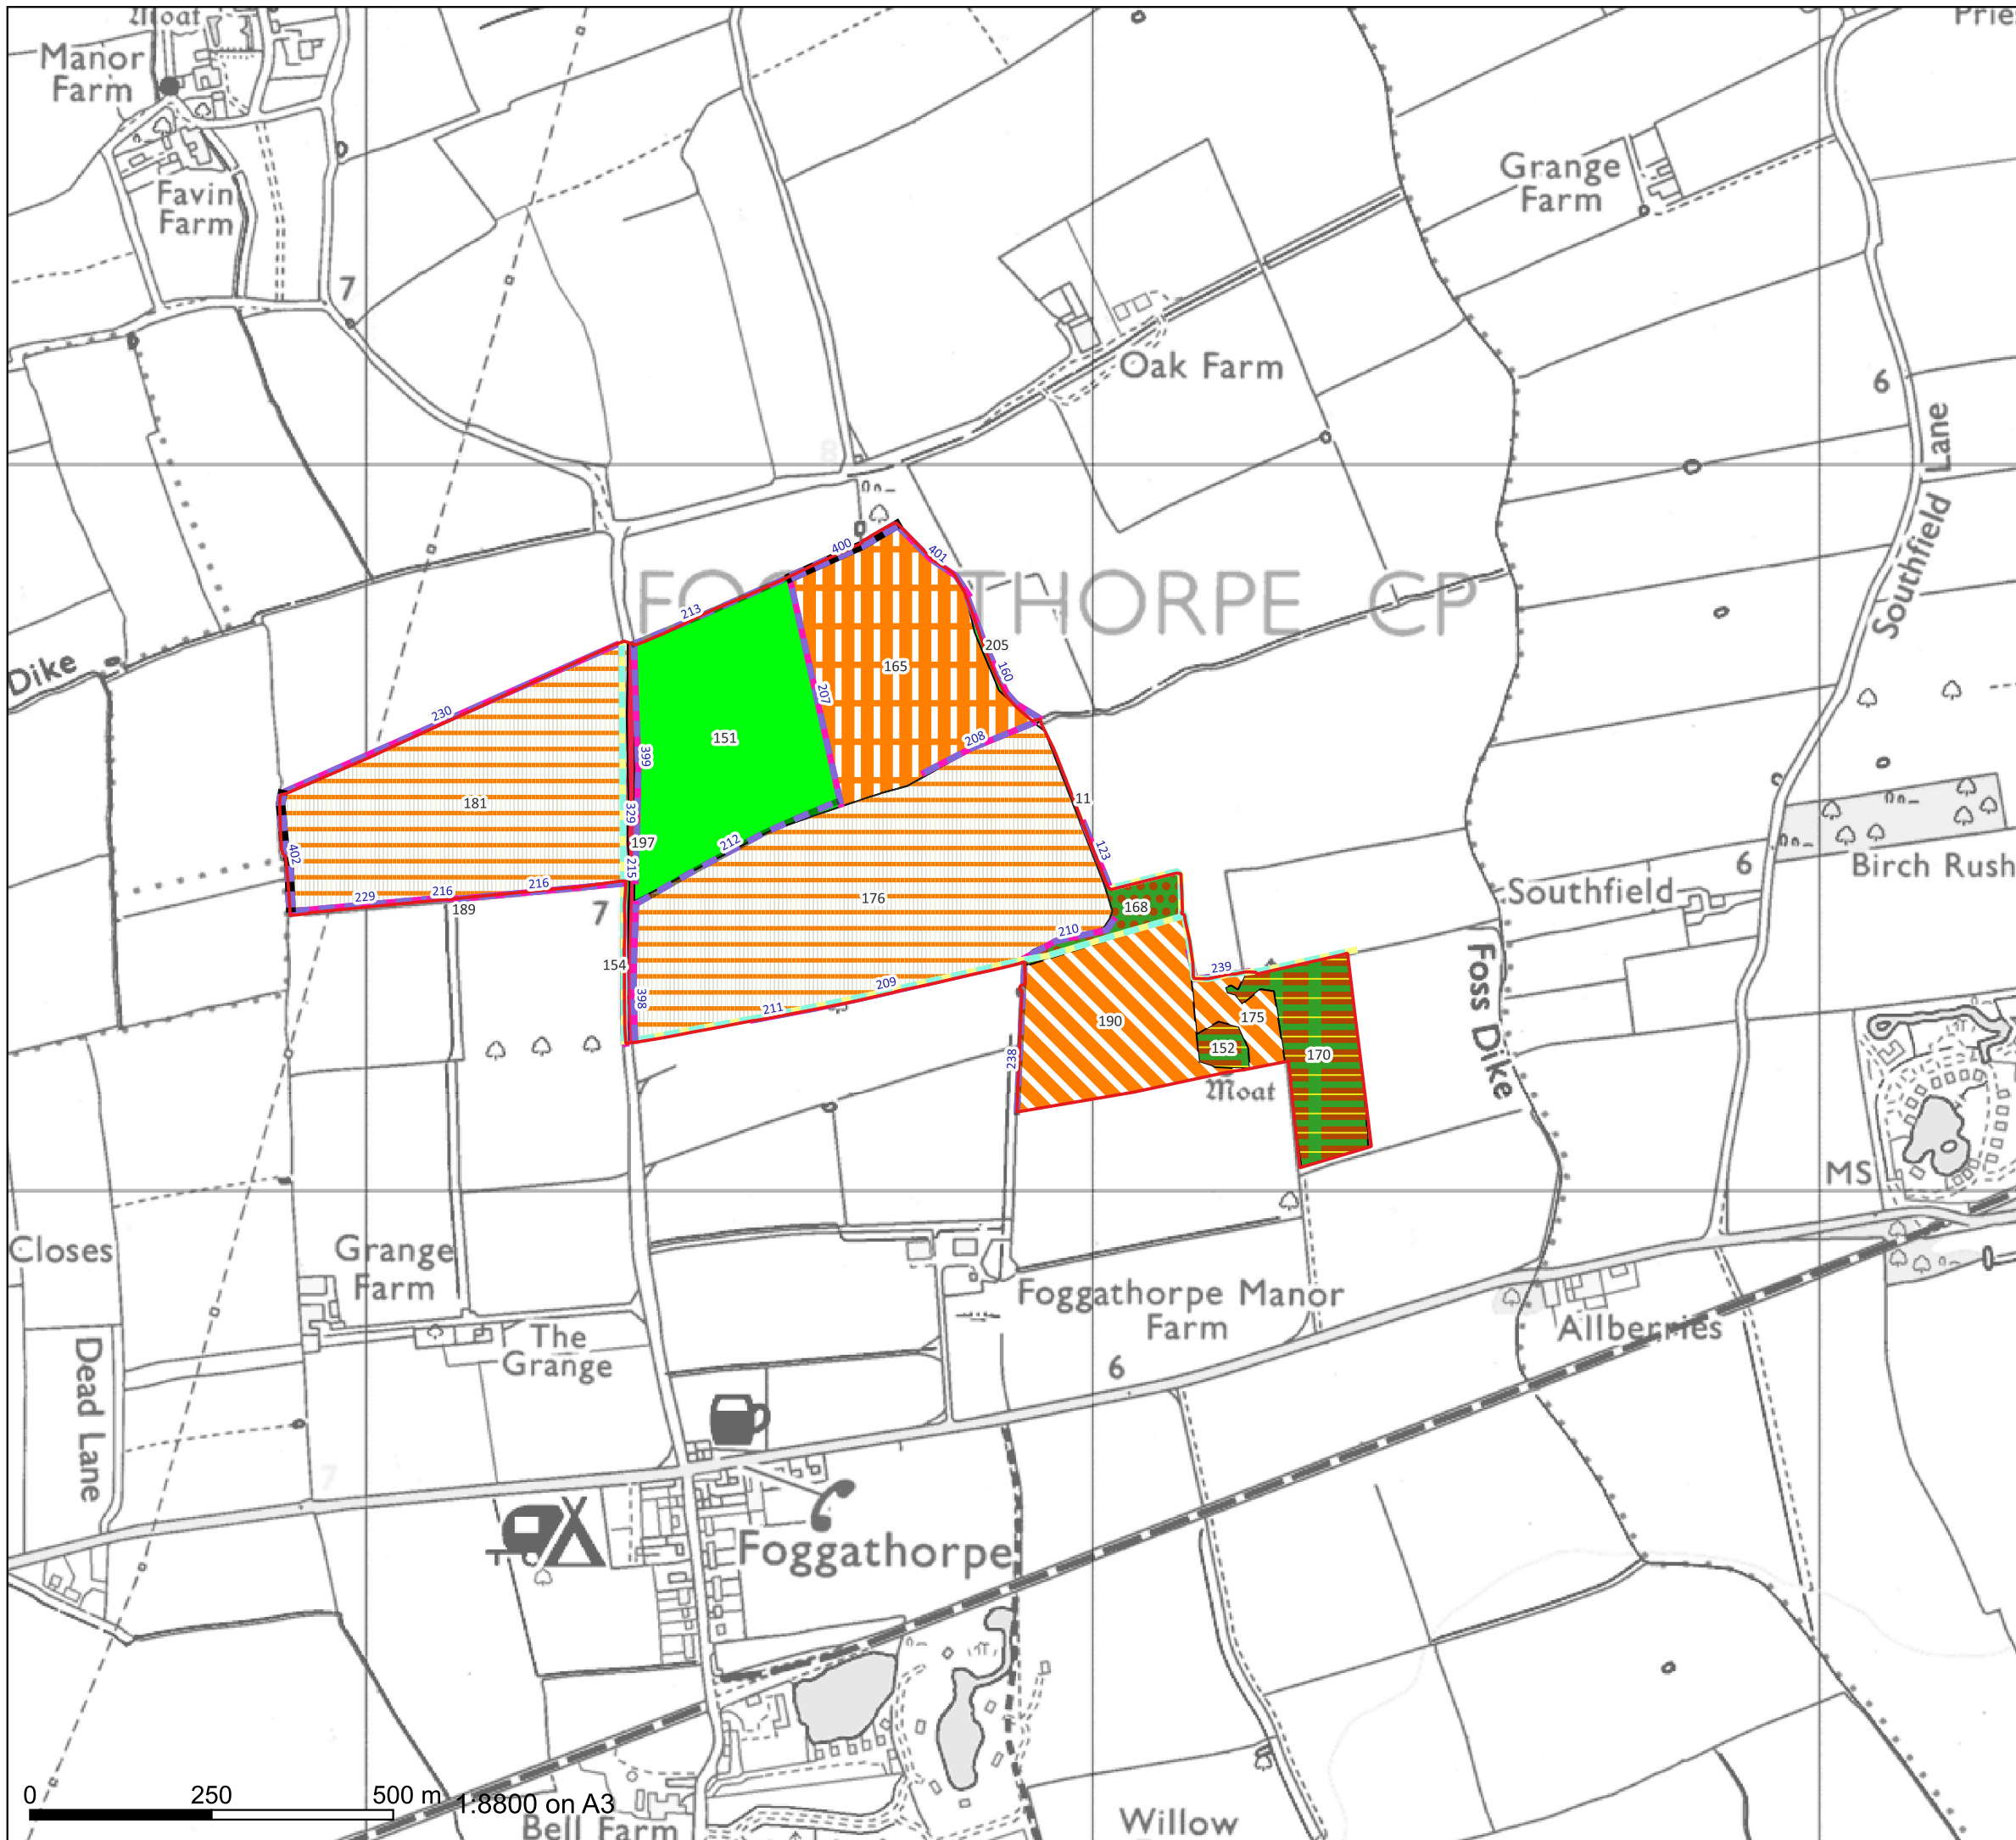 Moat
Manor
Farm
Prie
Grange
Farm
Favin
Farm
7
Oak Farm
6
8
Southfield Lane
400
401
FOGGATHORPE CP
213
205
165
160
Dike
207
230
151
208
399
181
11
329
197
212
123
402
215
6
Birch Rush
229
216
216
189
7
176
168
Southfield
210
154
239
209
398
211
190
175
Foss Dike
152
170
238
Moat
MS
Closes
Grange
Farm
Foggathorpe Manor
Farm
The
Grange
Allberries
Dead Lane
6
7
Foggathorpe
0
250
500 m
1:8800 on A3
Bell Farm
Willow